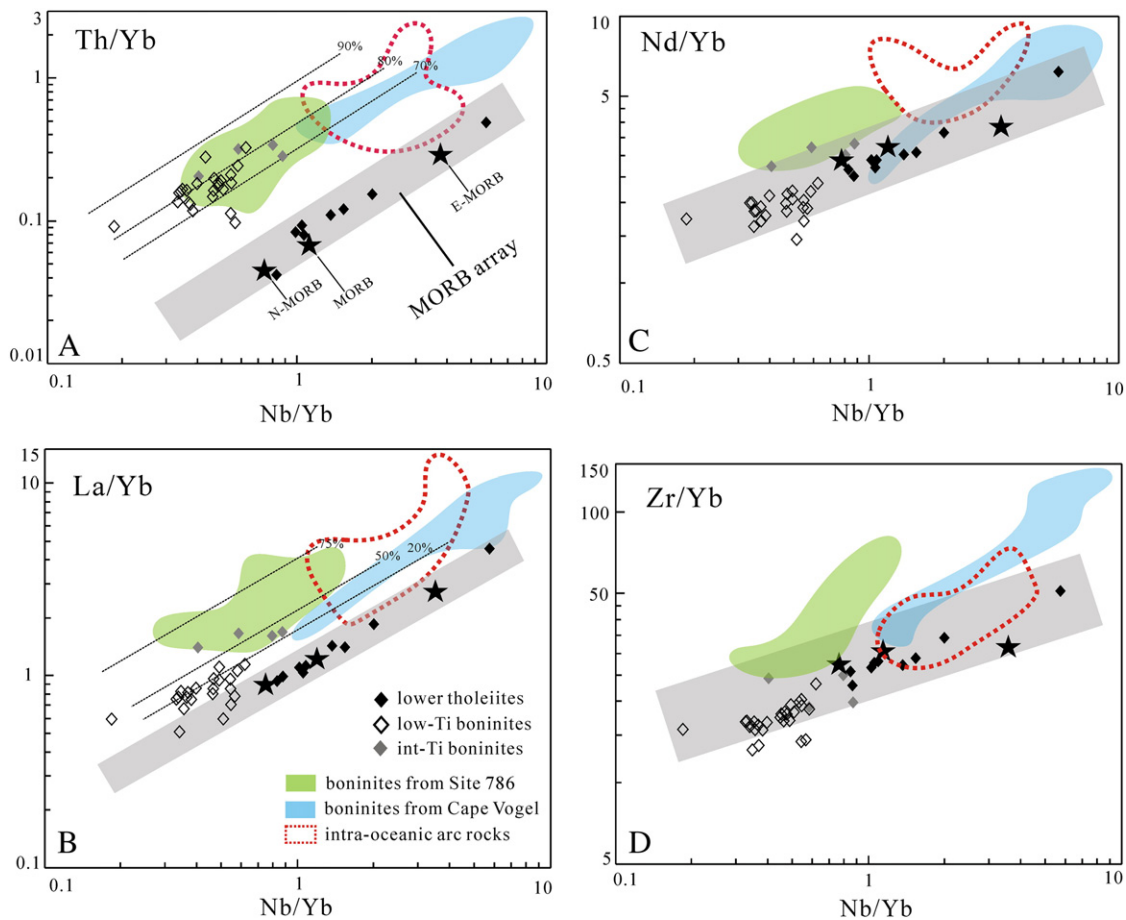 3
Th/Yb
90%
80%
70%
1
0.1
E-MORB
MORB array
N-MORB
MORB
A
0.01
0.1
1
10
Nb/Yb
10
Nd/Yb
5
C
0.5
0.1
1
10
Nb/Yb
15
La/Yb
10
75%
50%
20%
1
lower tholeiites
low-Ti boninites
int-Ti boninites
boninites from Site 786
boninites from Cape Vogel
intra-oceanic arc rocks
B
0.1
0.1
1
10
Nb/Yb
150
Zr/Yb
100
50
D
5
0.1
1
10
Nb/Yb